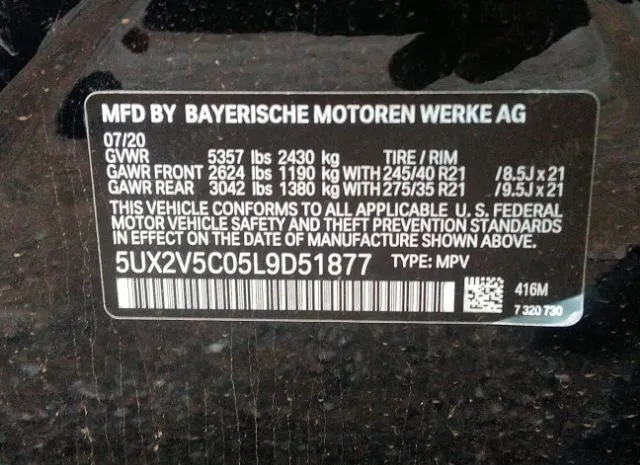 MFD BY BAYERISCHE MOTOREN WERKE AG
07/20
GVWR 5357 lbs 2430 kg TIRE / RIM
GAWR FRONT 2624 lbs 1190 kg WITH 245/40 R21 /8.5J x 21
GAWR REAR 3042 lbs 1380 kg WITH 275/35 R21 /9.5J x 21
THIS VEHICLE CONFORMS TO ALL APPLICABLE U. S. FEDERAL
MOTOR VEHICLE SAFETY AND THEFT PREVENTION STANDARDS
IN EFFECT ON THE DATE OF MANUFACTURE SHOWN ABOVE.
5UX2V5C05L9D51877 TYPE: MPV
416M
7 320 730